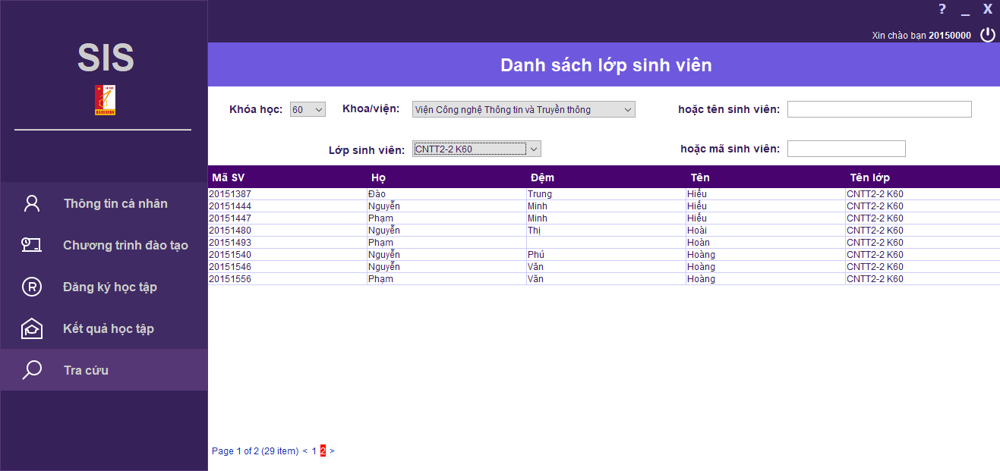 ? _ X
Xin chào bạn 20150000
SIS
BÁCH KHOA
Thông tin cá nhân
Chương trình đào tạo
R Đăng ký học tập
Kết quả học tập
Tra cứu
Danh sách lớp sinh viên
Khóa học: 60 Khoa/viện: Viện Công nghệ Thông tin và Truyền thông hoặc tên sinh viên:
Lớp sinh viên: CNTT2-2 K60 hoặc mã sinh viên:
Mã SV Họ Đệm Tên Tên lớp
20151387 Đào Trung Hiếu CNTT2-2 K60
20151444 Nguyễn Minh Hiếu CNTT2-2 K60
20151447 Phạm Minh Hiếu CNTT2-2 K60
20151480 Nguyễn Thị Hoài CNTT2-2 K60
20151493 Phạm Hoàn CNTT2-2 K60
20151540 Nguyễn Phú Hoàng CNTT2-2 K60
20151546 Nguyễn Văn Hoàng CNTT2-2 K60
20151556 Phạm Văn Hoàng CNTT2-2 K60
Page 1 of 2 (29 item) < 1 2 >